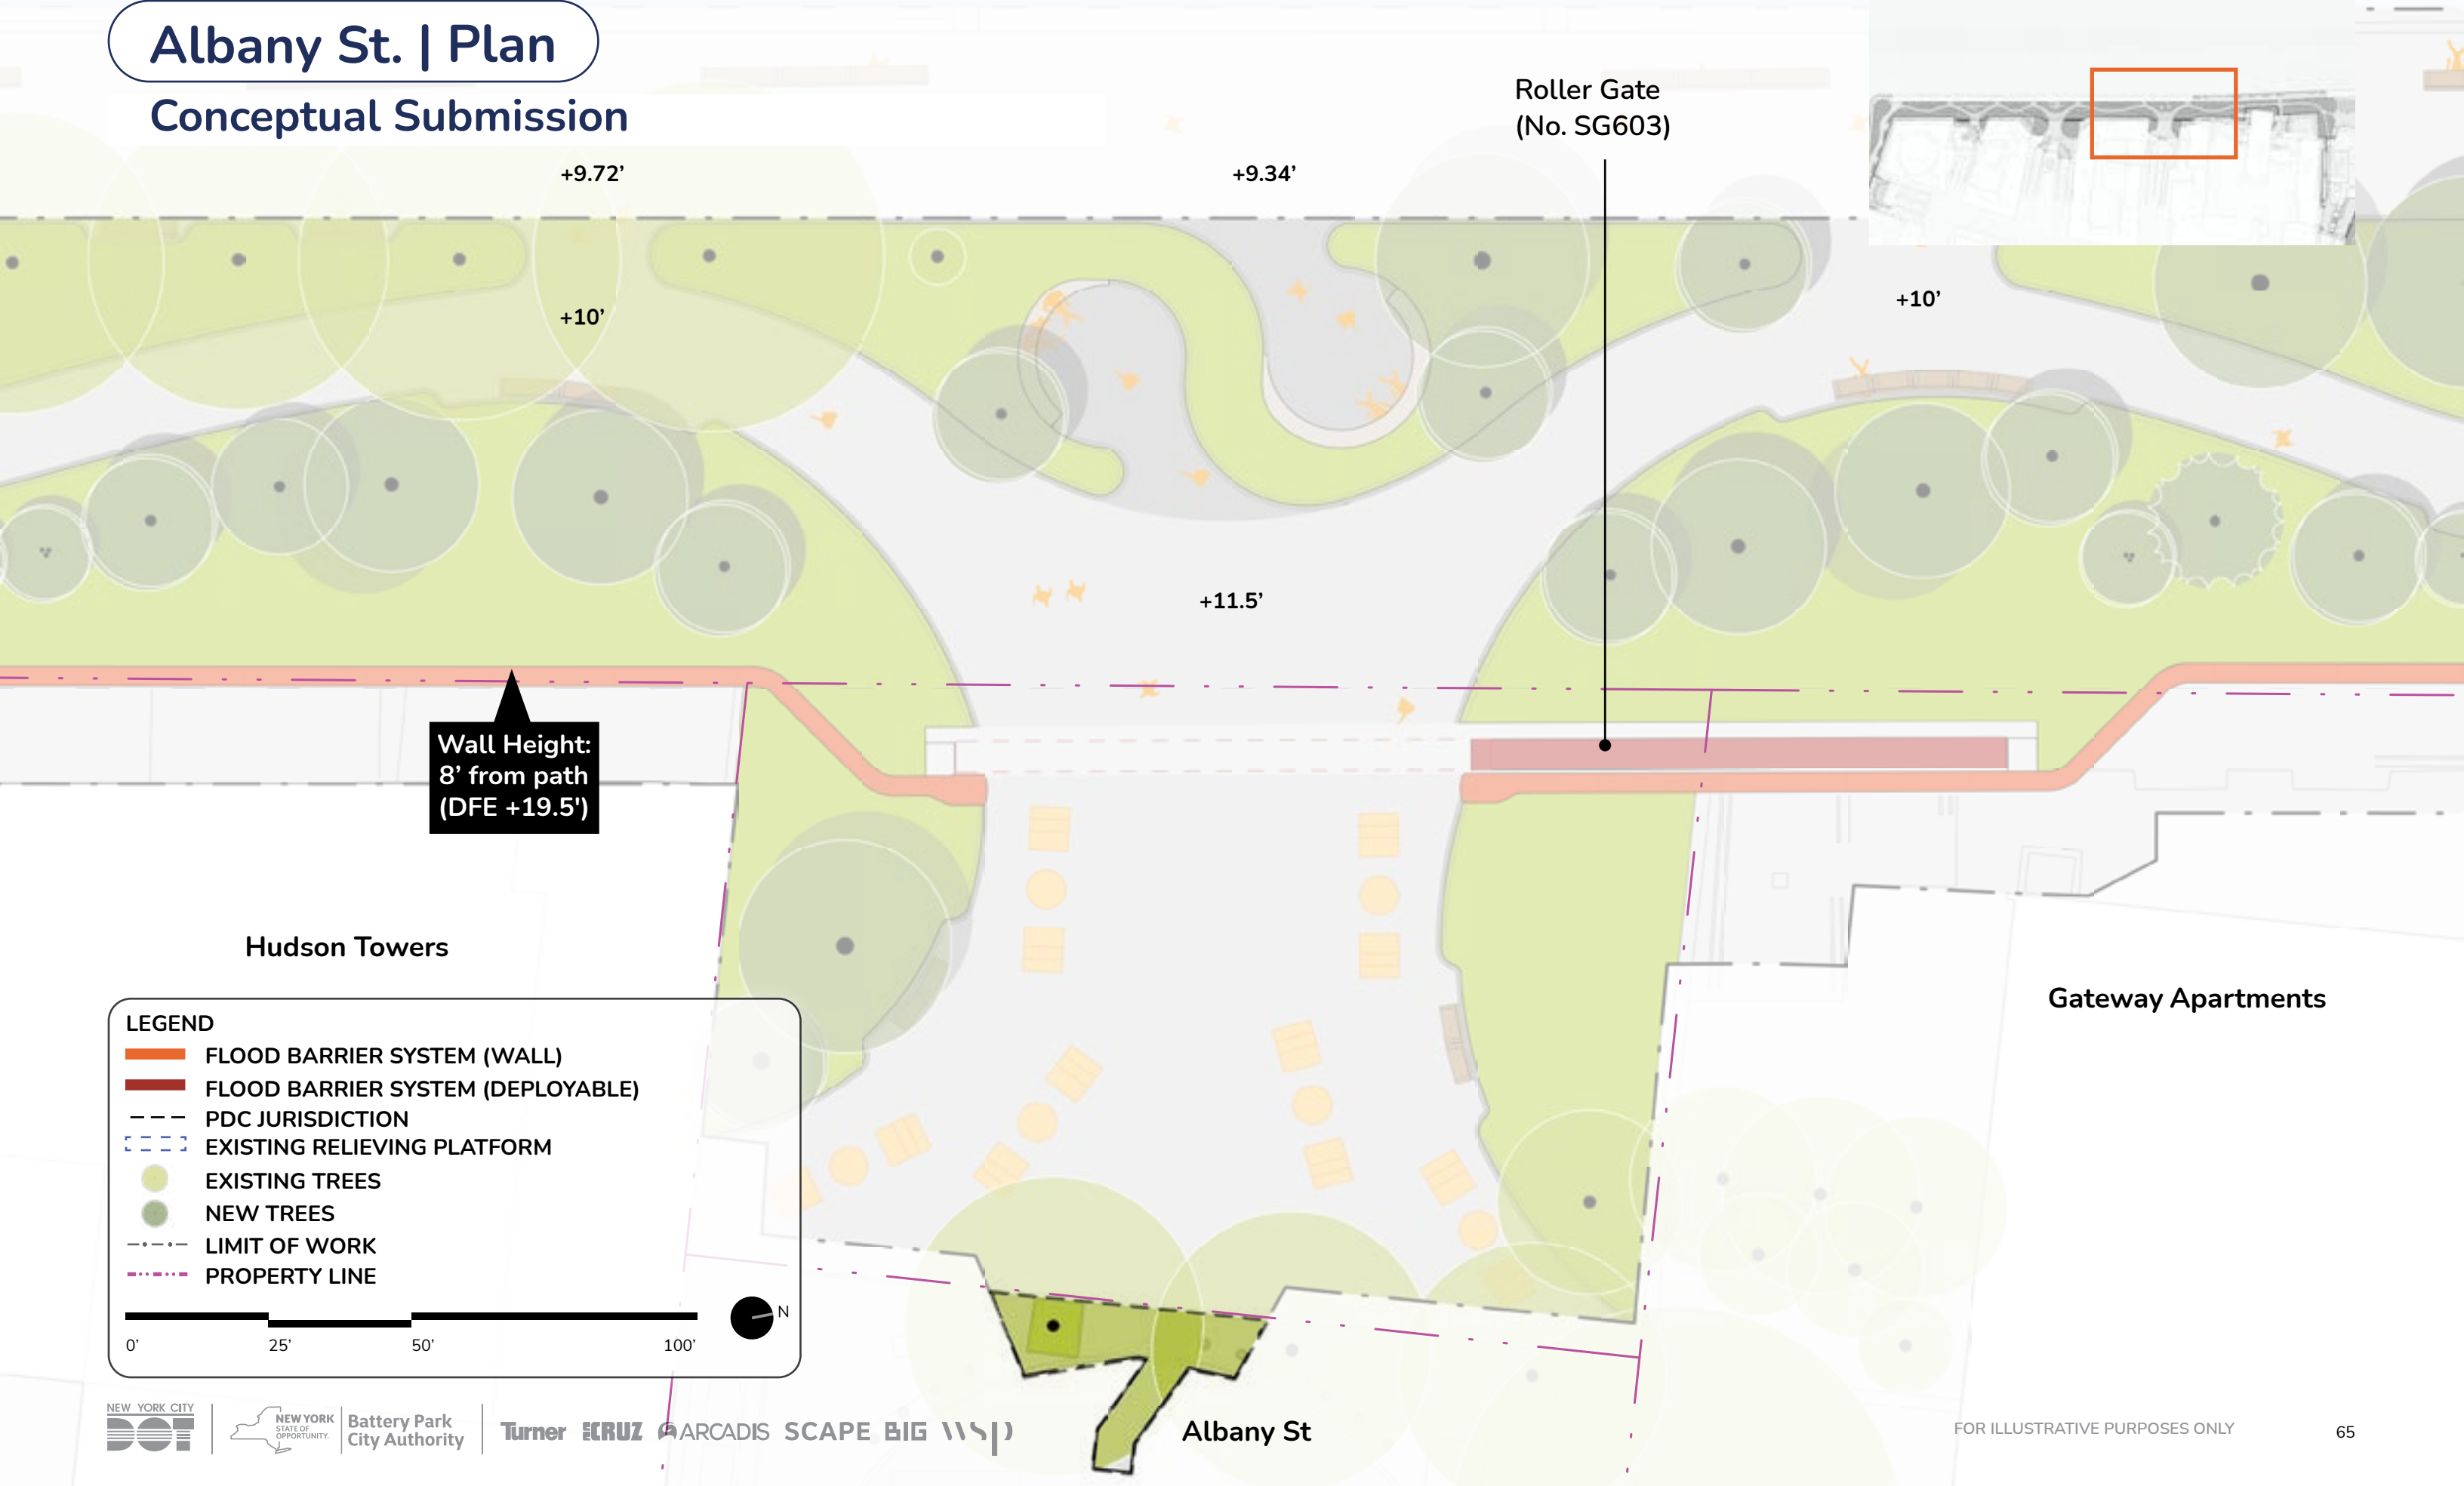 Albany St. | Plan
Conceptual Submission
Roller Gate
(No. SG603)
+9.72’
+9.34’
+10’
+10’
+11.5’
Wall Height:
8’ from path
(DFE +19.5')
Hudson Towers
Gateway Apartments
LEGEND
FLOOD BARRIER SYSTEM (WALL)
FLOOD BARRIER SYSTEM (DEPLOYABLE)
PDC JURISDICTION
EXISTING RELIEVING PLATFORM
EXISTING TREES
NEW TREES
LIMIT OF WORK
PROPERTY LINE
0’ 25’ 50’ 100’
N
Albany St
NEW YORK CITY
DOT
NEW YORK
STATE OF
OPPORTUNITY.
Battery Park
City Authority
Turner
CRUZ
ARCADIS
SCAPE
BIG
WSP
FOR ILLUSTRATIVE PURPOSES ONLY
65